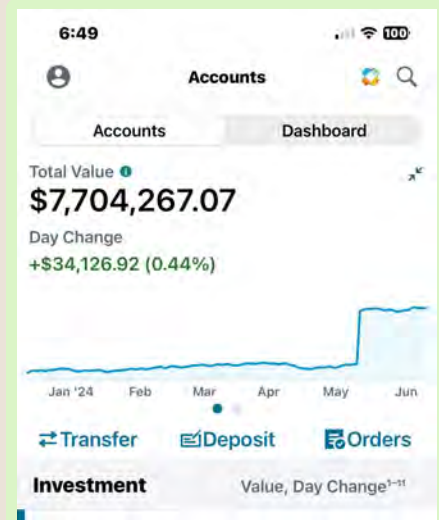 6:49
100
Accounts
Accounts Dashboard
Total Value
$7,704,267.07
Day Change
+$34,126.92 (0.44%)
Jan '24 Feb Mar Apr May Jun
Transfer Deposit Orders
Investment Value, Day Change¹⁻¹¹